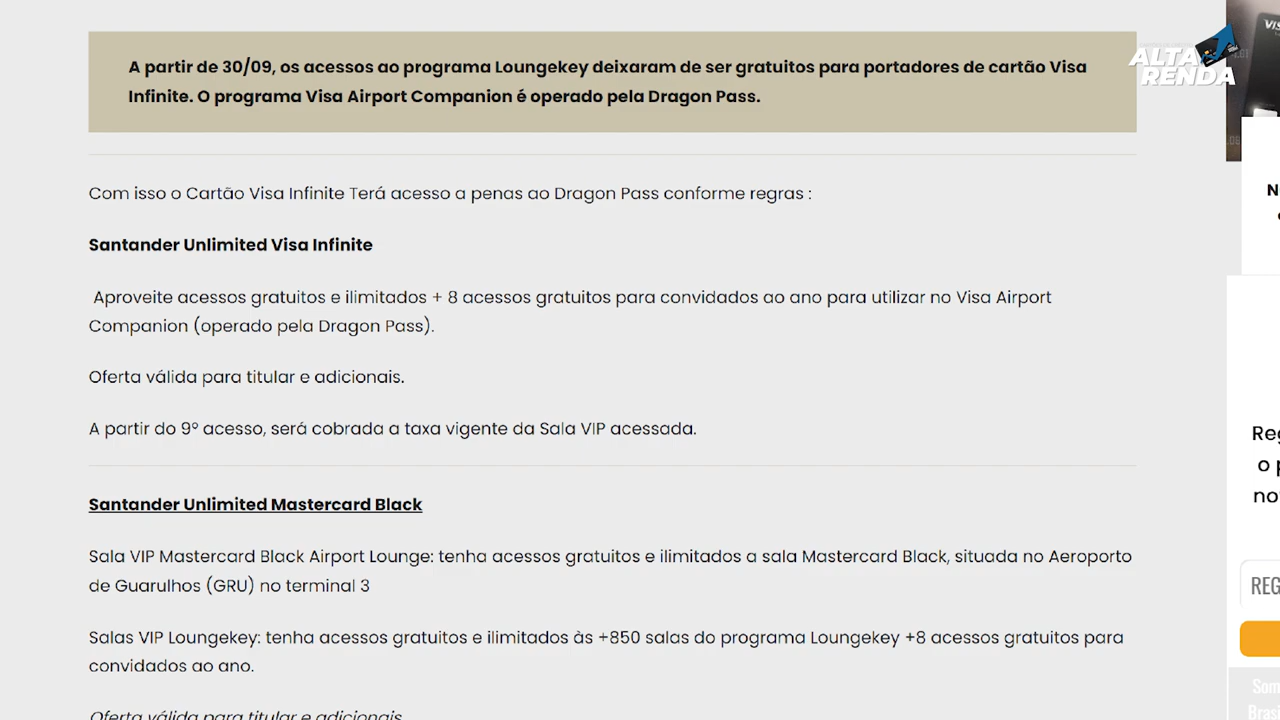 A partir de 30/09, os acessos ao programa Loungekey deixaram de ser gratuitos para portadores de cartão Visa
Infinite. O programa Visa Airport Companion é operado pela Dragon Pass.
Com isso o Cartão Visa Infinite Terá acesso a penas ao Dragon Pass conforme regras :
Santander Unlimited Visa Infinite
Aproveite acessos gratuitos e ilimitados + 8 acessos gratuitos para convidados ao ano para utilizar no Visa Airport
Companion (operado pela Dragon Pass).
Oferta válida para titular e adicionais.
A partir do 9º acesso, será cobrada a taxa vigente da Sala VIP acessada.
Santander Unlimited Mastercard Black
Sala VIP Mastercard Black Airport Lounge: tenha acessos gratuitos e ilimitados a sala Mastercard Black, situada no Aeroporto
de Guarulhos (GRU) no terminal 3
Salas VIP Loungekey: tenha acessos gratuitos e ilimitados às +850 salas do programa Loungekey +8 acessos gratuitos para
convidados ao ano.
Oferta válida para titular e adicionais
ALTA
RENDA
VIS
N
Reg
o p
no
REG
Som
Bras